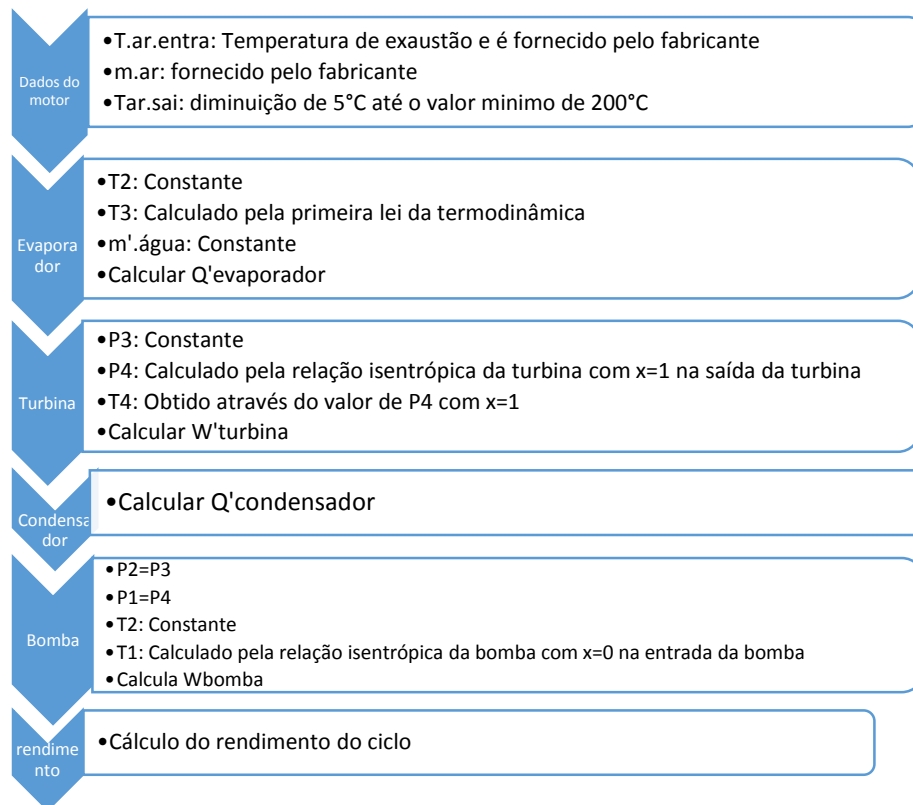 Dados do
motor
•T.ar.entra: Temperatura de exaustão e é fornecido pelo fabricante
•m.ar: fornecido pelo fabricante
•Tar.sai: diminuição de 5°C até o valor minimo de 200°C
Evapora
dor
•T2: Constante
•T3: Calculado pela primeira lei da termodinâmica
•m'.água: Constante
•Calcular Q'evaporador
Turbina
•P3: Constante
•P4: Calculado pela relação isentrópica da turbina com x=1 na saída da turbina
•T4: Obtido através do valor de P4 com x=1
•Calcular W'turbina
Condensa
dor
•Calcular Q'condensador
Bomba
•P2=P3
•P1=P4
•T2: Constante
•T1: Calculado pela relação isentrópica da bomba com x=0 na entrada da bomba
•Calcula Wbomba
rendime
nto
•Cálculo do rendimento do ciclo